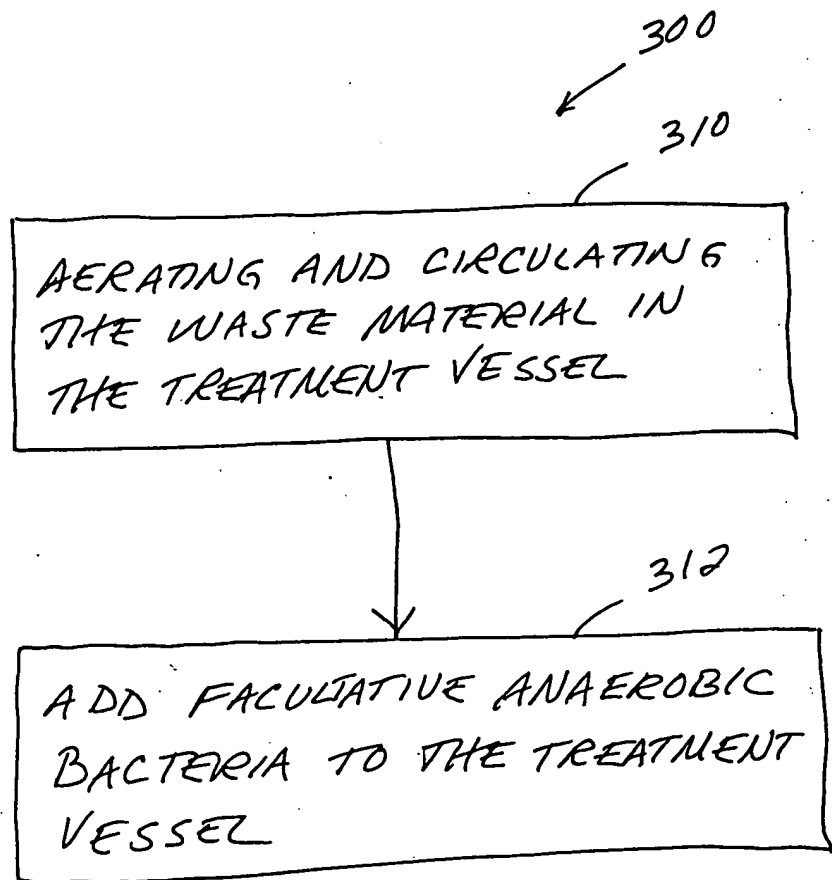 300
310
AERATING AND CIRCULATING
THE WASTE MATERIAL IN
THE TREATMENT VESSEL
312
ADD FACULTATIVE ANAEROBIC
BACTERIA TO THE TREATMENT
VESSEL